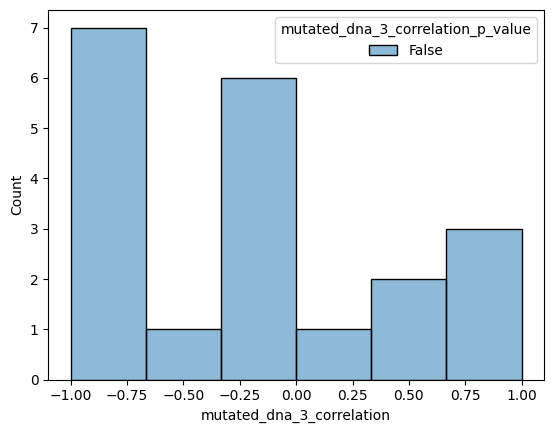 mutated_dna_3_correlation_p_value
False
7
6
5
4
3
2
1
0
Count
−1.00 −0.75 −0.50 −0.25 0.00 0.25 0.50 0.75 1.00
mutated_dna_3_correlation